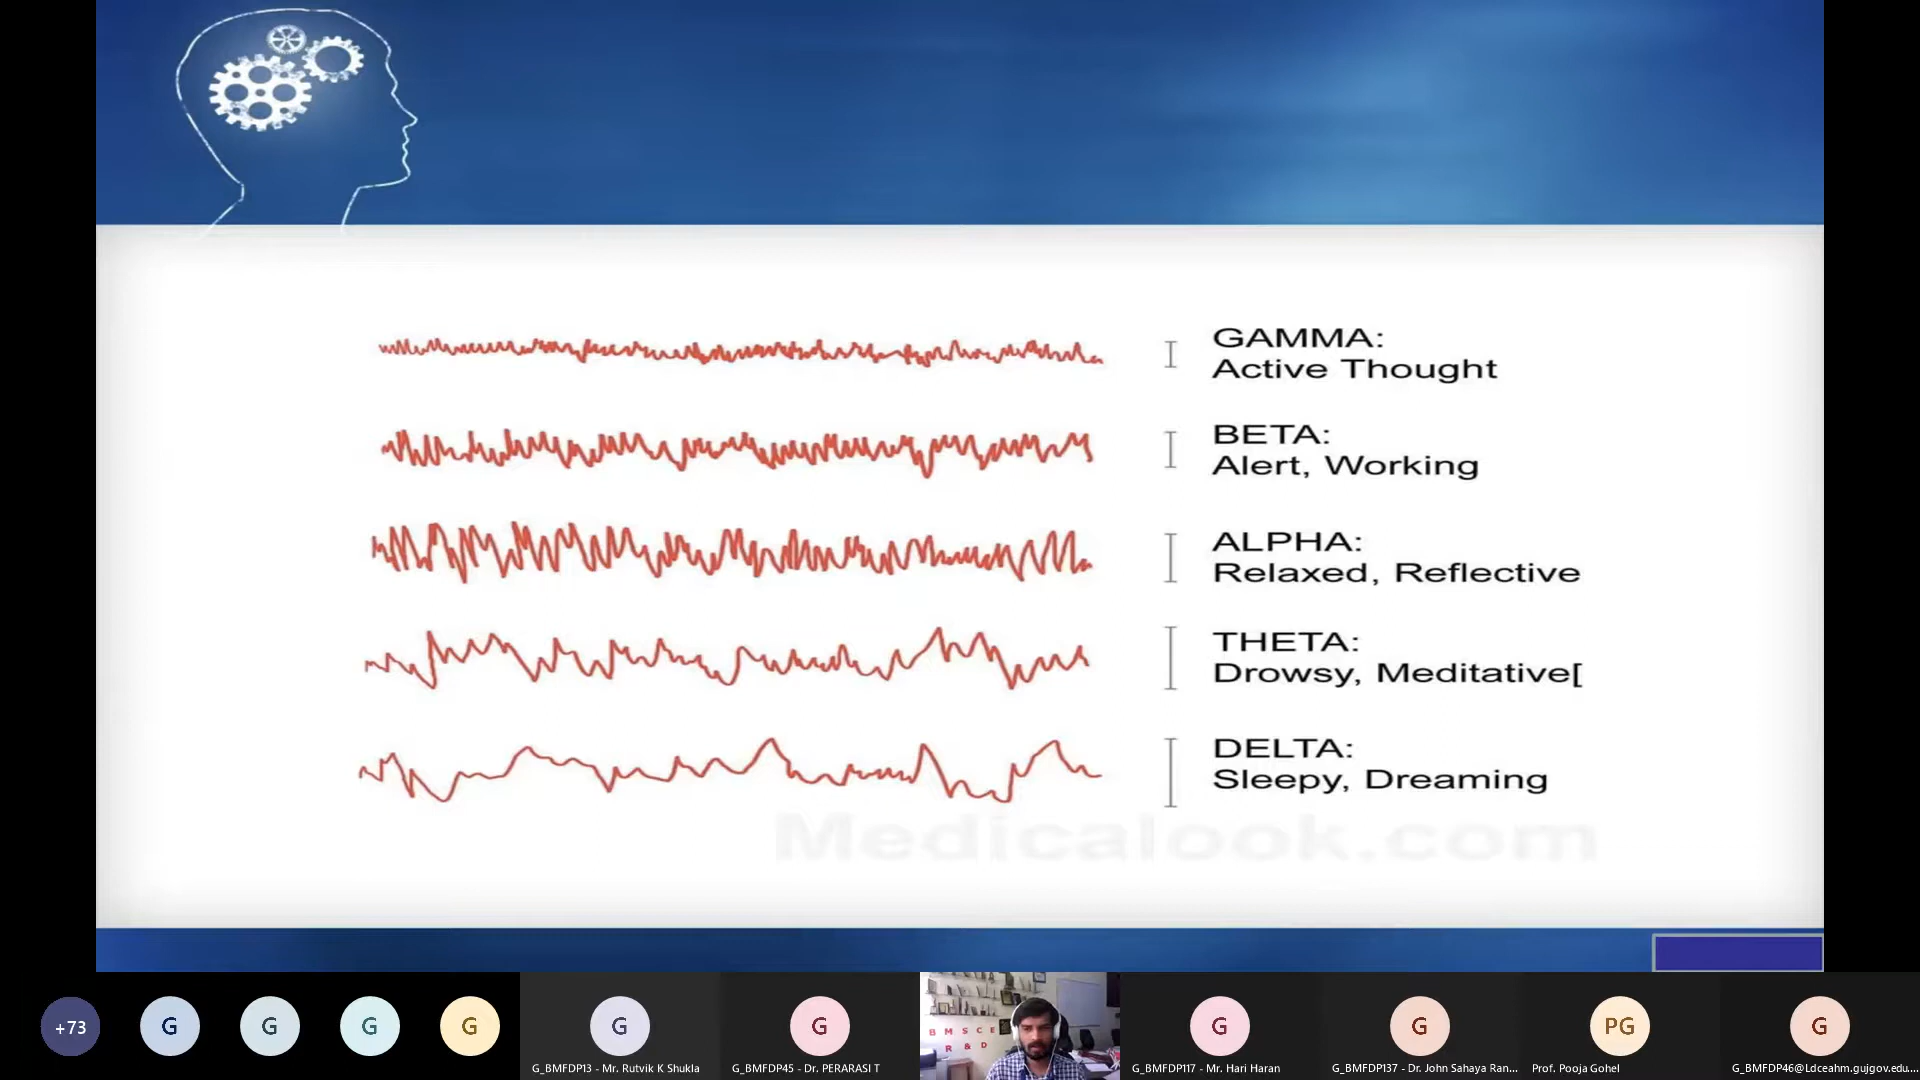 GAMMA:
Active Thought
BETA:
Alert, Working
ALPHA:
Relaxed, Reflective
THETA:
Drowsy, Meditative[
DELTA:
Sleepy, Dreaming
Medicalook.com
+73
G
G
G
G
G
G_BMFDP13 - Mr. Rutvik K Shukla
G
G_BMFDP45 - Dr. PERARASI T
B M S C E
R & D
G
G_BMFDP117 - Mr. Hari Haran
G
G_BMFDP137 - Dr. John Sahaya Ran...
PG
Prof. Pooja Gohel
G
G_BMFDP46@Ldceahm.gujgov.edu....